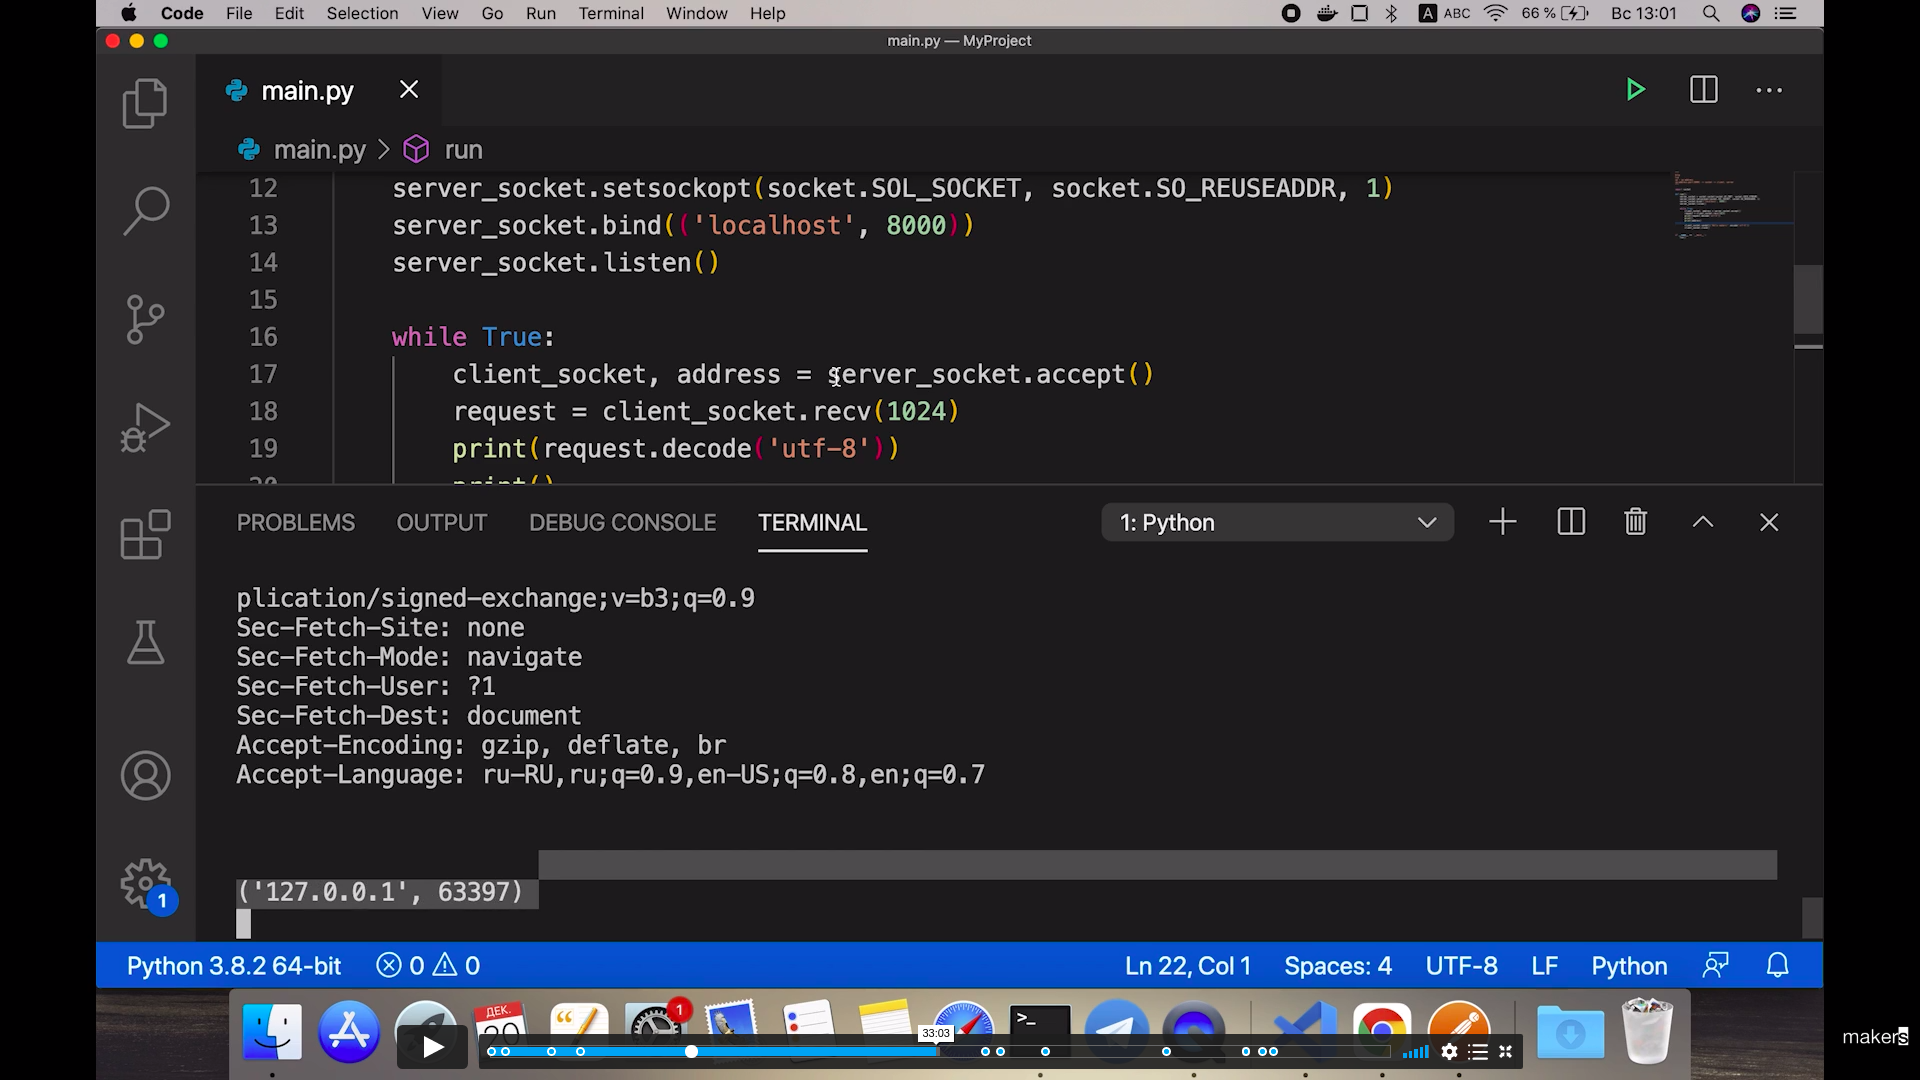 Code File Edit Selection View Go Run Terminal Window Help A ABC 66 % Вс 13:01
main.py — MyProject
main.py
main.py > run
12 server_socket.setsockopt(socket.SOL_SOCKET, socket.SO_REUSEADDR, 1)
13 server_socket.bind(('localhost', 8000))
14 server_socket.listen()
15
16 while True:
17 client_socket, address = server_socket.accept()
18 request = client_socket.recv(1024)
19 print(request.decode('utf-8'))
20 print()
PROBLEMS OUTPUT DEBUG CONSOLE TERMINAL 1: Python
plication/signed-exchange;v=b3;q=0.9
Sec-Fetch-Site: none
Sec-Fetch-Mode: navigate
Sec-Fetch-User: ?1
Sec-Fetch-Dest: document
Accept-Encoding: gzip, deflate, br
Accept-Language: ru-RU,ru;q=0.9,en-US;q=0.8,en;q=0.7
('127.0.0.1', 63397)
1
Python 3.8.2 64-bit 0 0 Ln 22, Col 1 Spaces: 4 UTF-8 LF Python
ДЕК.
1
>_
33:03
makers